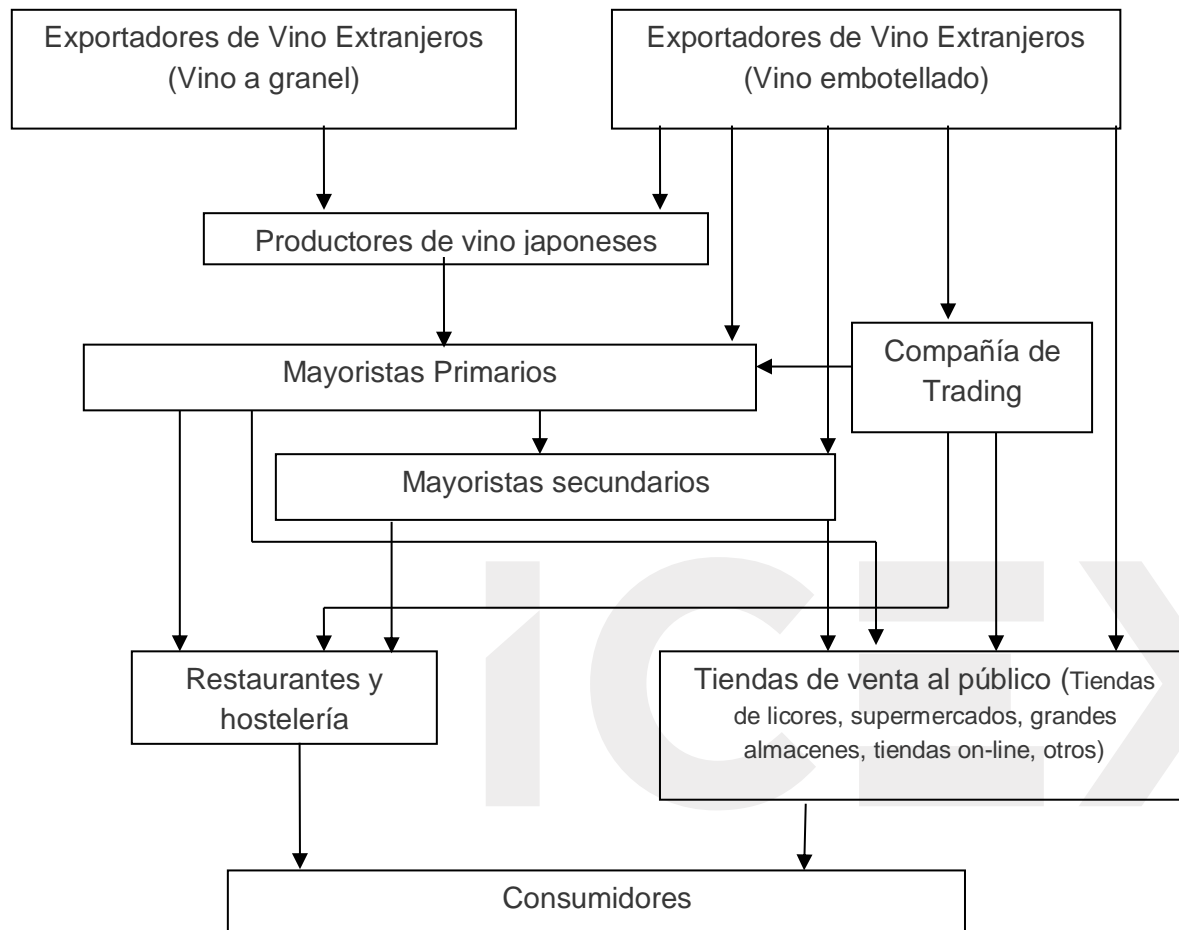 Exportadores de Vino Extranjeros
(Vino a granel)
Exportadores de Vino Extranjeros
(Vino embotellado)
Productores de vino japoneses
Mayoristas Primarios
Compañía de
Trading
Mayoristas secundarios
Restaurantes y
hostelería
Tiendas de venta al público (Tiendas
de licores, supermercados, grandes
almacenes, tiendas on-line, otros)
Consumidores
ICEX